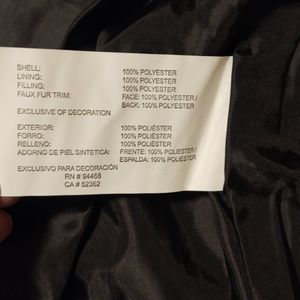 SHELL: 100% POLYESTER
LINING: 100% POLYESTER
FILLING: 100% POLYESTER
FAUX FUR TRIM: FACE: 100% POLYESTER /
BACK: 100% POLYESTER
EXCLUSIVE OF DECORATION
EXTERIOR: 100% POLIÉSTER
FORRO: 100% POLIÉSTER
RELLENO: 100% POLIÉSTER
ADORNO DE PIEL SINTETICA: FRENTE: 100% POLIÉSTER /
ESPALDA: 100% POLIÉSTER
EXCLUSIVO PARA DECORACIÓN
RN # 94468
CA # 52362